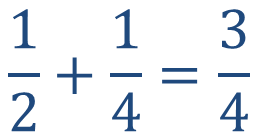 1/2 + 1/4 = 3/4